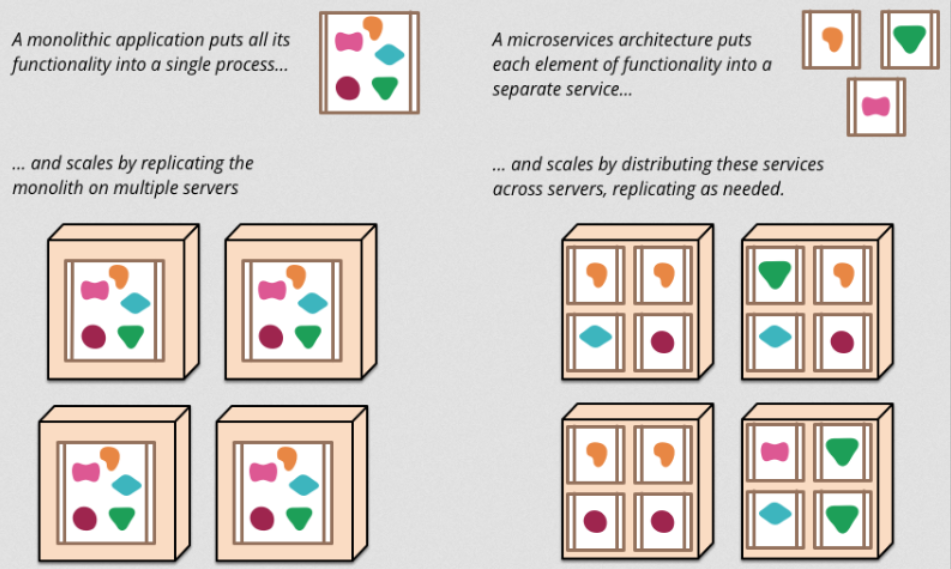 A monolithic application puts all its
functionality into a single process...
... and scales by replicating the
monolith on multiple servers
A microservices architecture puts
each element of functionality into a
separate service...
... and scales by distributing these services
across servers, replicating as needed.